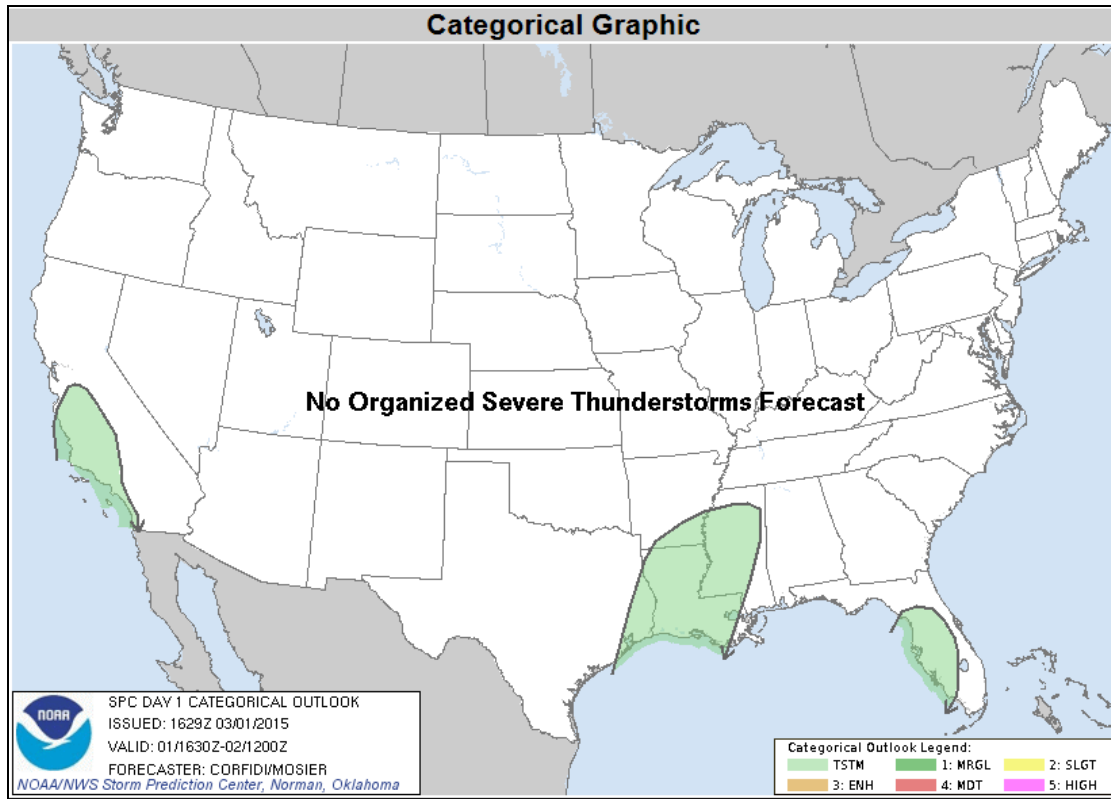 Categorical Graphic
No Organized Severe Thunderstorms Forecast
NOAA
SPC DAY 1 CATEGORICAL OUTLOOK
ISSUED: 1629Z 03/01/2015
VALID: 01/1630Z-02/1200Z
FORECASTER: CORFIDI/MOSIER
NOAA/NWS Storm Prediction Center, Norman, Oklahoma
Categorical Outlook Legend:
TSTM 1: MRGL 2: SLGT
3: ENH 4: MDT 5: HIGH